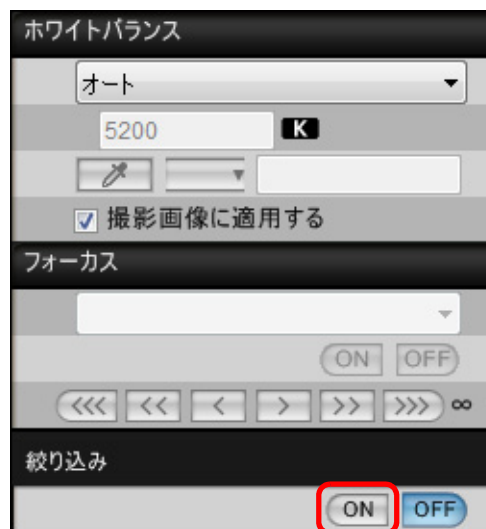 ホワイトバランス
オート
5200 K
撮影画像に適用する
フォーカス
ON OFF
<<< << < > >> >>> ∞
絞り込み
ON OFF